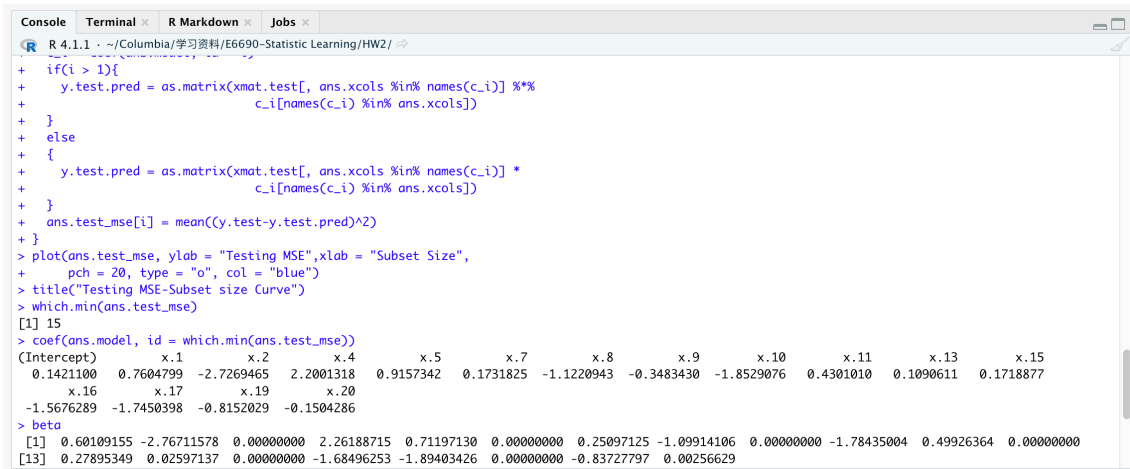 Console Terminal × R Markdown × Jobs ×
R R 4.1.1 · ~/Columbia/学习资料/E6690-Statistic Learning/HW2/
+ if(i > 1){
+ y.test.pred = as.matrix(xmat.test[, ans.xcols %in% names(c_i)] %*%
+ c_i[names(c_i) %in% ans.xcols])
+ }
+ else
+ {
+ y.test.pred = as.matrix(xmat.test[, ans.xcols %in% names(c_i)] *
+ c_i[names(c_i) %in% ans.xcols])
+ }
+ ans.test_mse[i] = mean((y.test-y.test.pred)^2)
+ }
> plot(ans.test_mse, ylab = "Testing MSE",xlab = "Subset Size",
+ pch = 20, type = "o", col = "blue")
> title("Testing MSE-Subset size Curve")
> which.min(ans.test_mse)
[1] 15
> coef(ans.model, id = which.min(ans.test_mse))
(Intercept) x.1 x.2 x.4 x.5 x.7 x.8 x.9 x.10 x.11 x.13 x.15
0.1421100 0.7604799 -2.7269465 2.2001318 0.9157342 0.1731825 -1.1220943 -0.3483430 -1.8529076 0.4301010 0.1090611 0.1718877
x.16 x.17 x.19 x.20
-1.5676289 -1.7450398 -0.8152029 -0.1504286
> beta
[1] 0.60109155 -2.76711578 0.00000000 2.26188715 0.71197130 0.00000000 0.25097125 -1.09914106 0.00000000 -1.78435004 0.49926364 0.00000000
[13] 0.27895349 0.02597137 0.00000000 -1.68496253 -1.89403426 0.00000000 -0.83727797 0.00256629